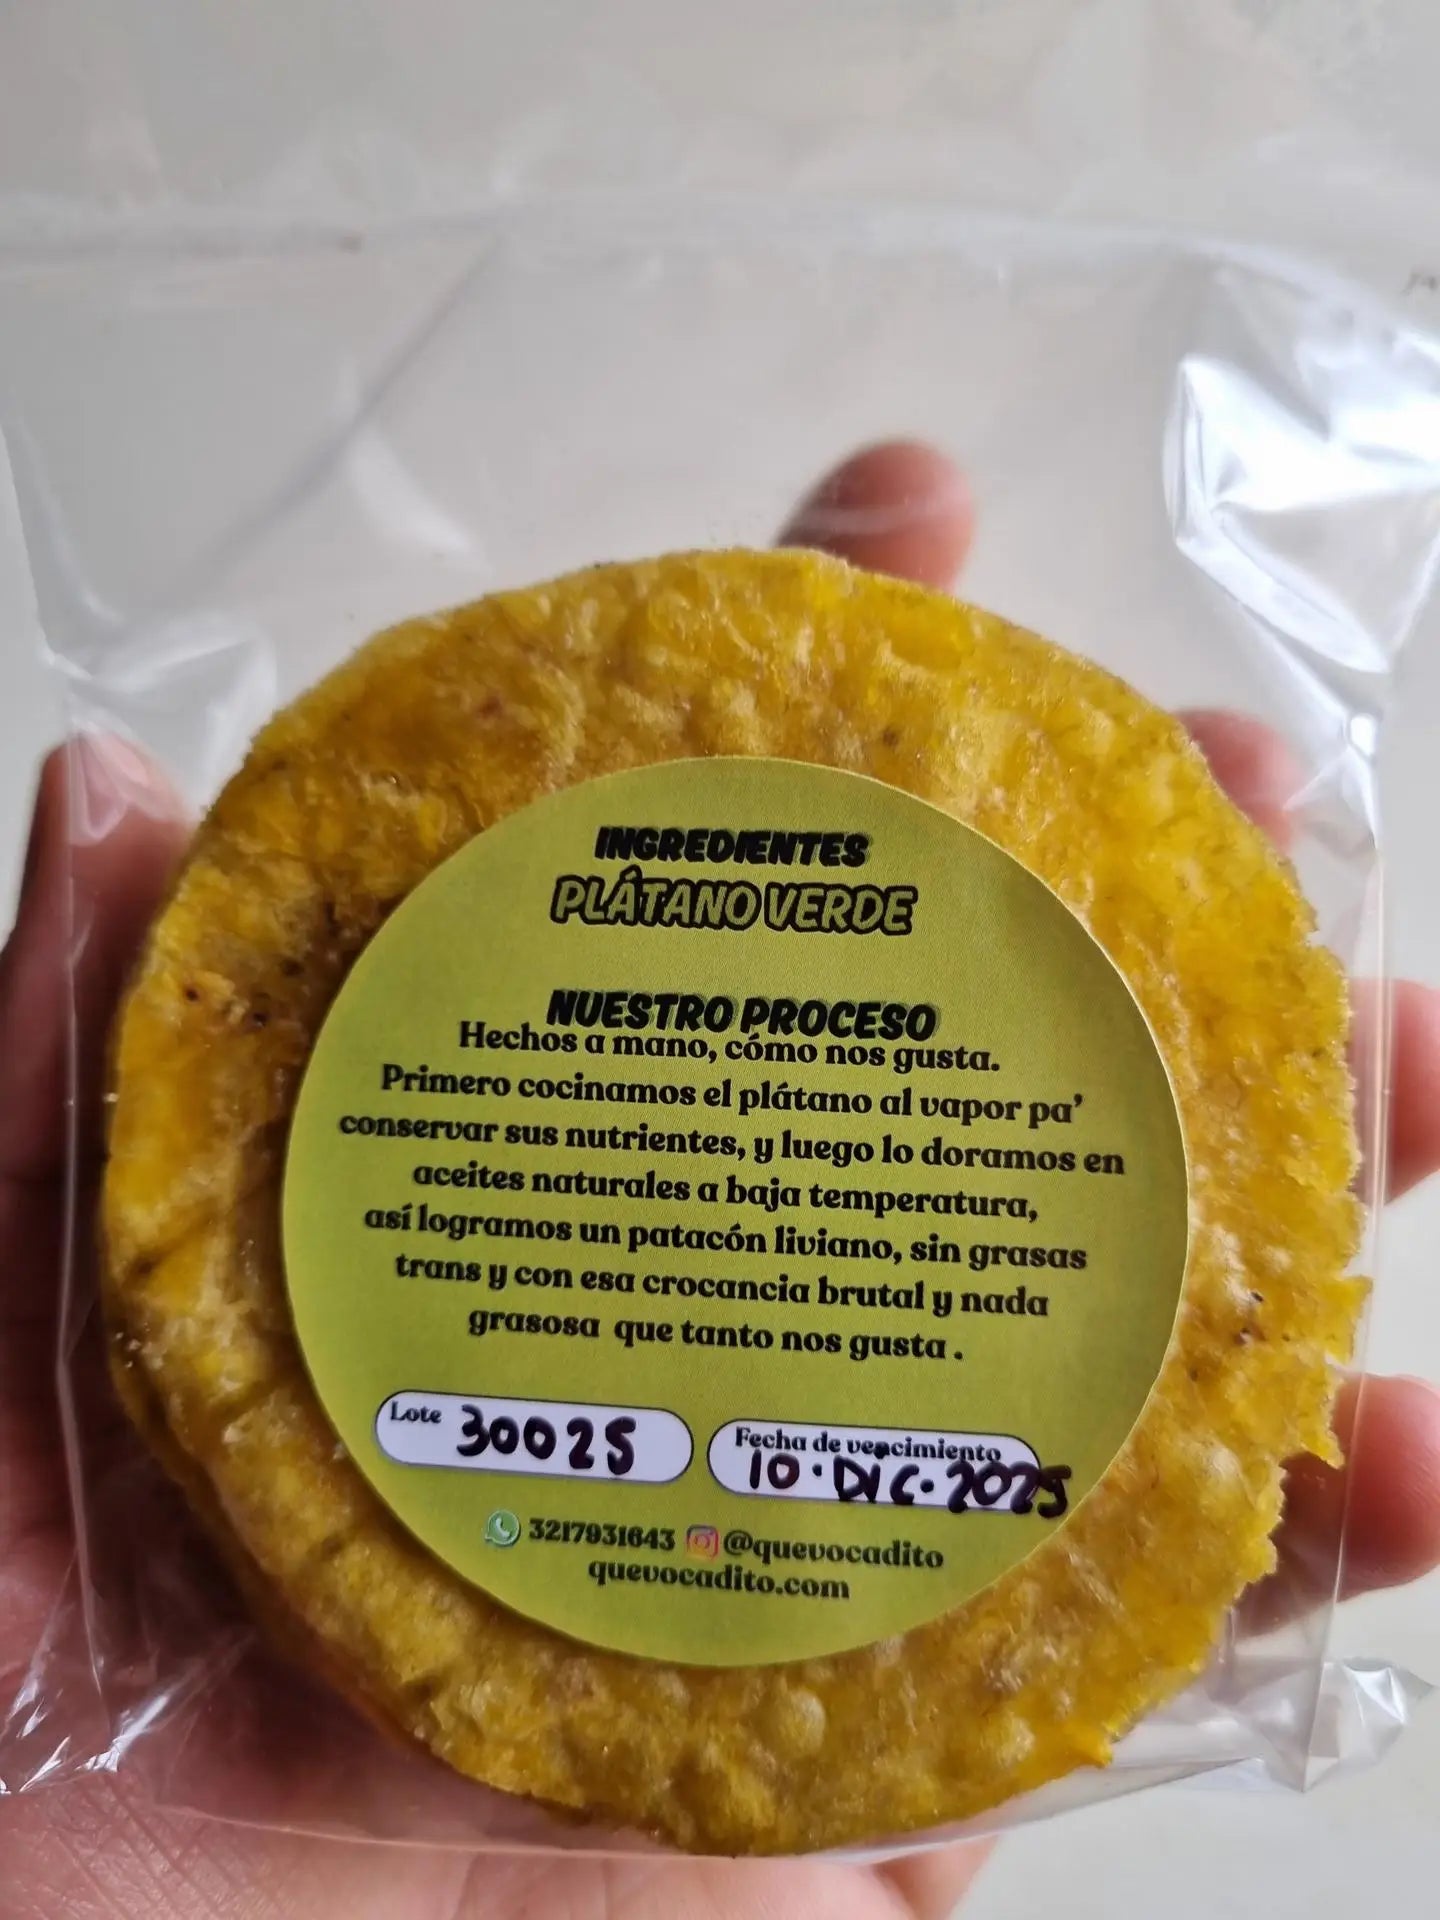 INGREDIENTES
PLÁTANO VERDE
NUESTRO PROCESO
Hechos a mano, cómo nos gusta.
Primero cocinamos el plátano al vapor pa'
conservar sus nutrientes, y luego lo doramos en
aceites naturales a baja temperatura,
así logramos un patacón liviano, sin grasas
trans y con esa crocancia brutal y nada
grasosa que tanto nos gusta .
Lote 30025
Fecha de vencimiento
10 · DIC. 2025
3217931643 @quevocadito
quevocadito.com